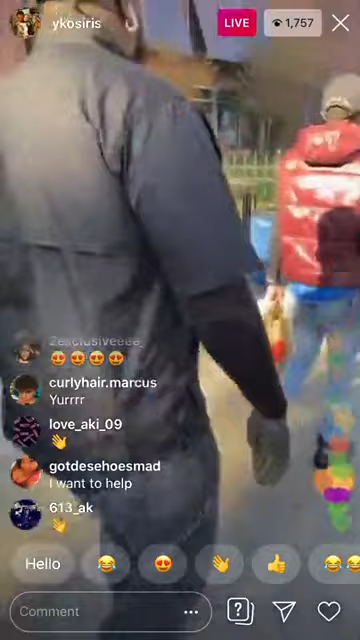 ykosiris
LIVE
1,757
curlyhair.marcus
Yurrrr
love_aki_09
gotdesehoesmad
I want to help
613_ak
Hello
Comment